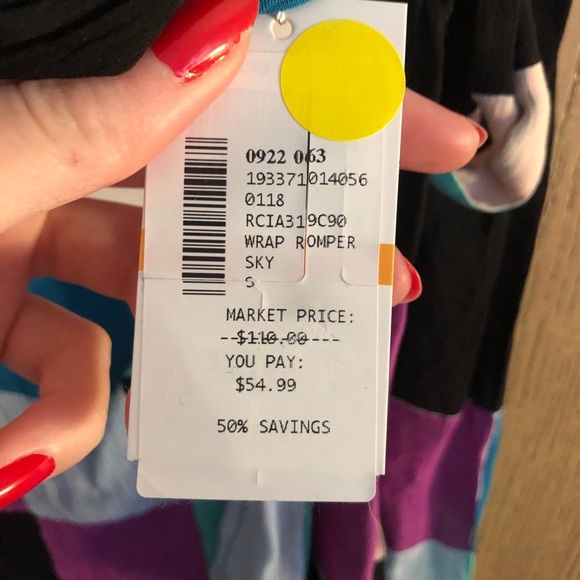 0922 063
193371014056
0118
RCIA319C90
WRAP ROMPER
SKY
S
MARKET PRICE:
$110.00
YOU PAY:
$54.99
50% SAVINGS